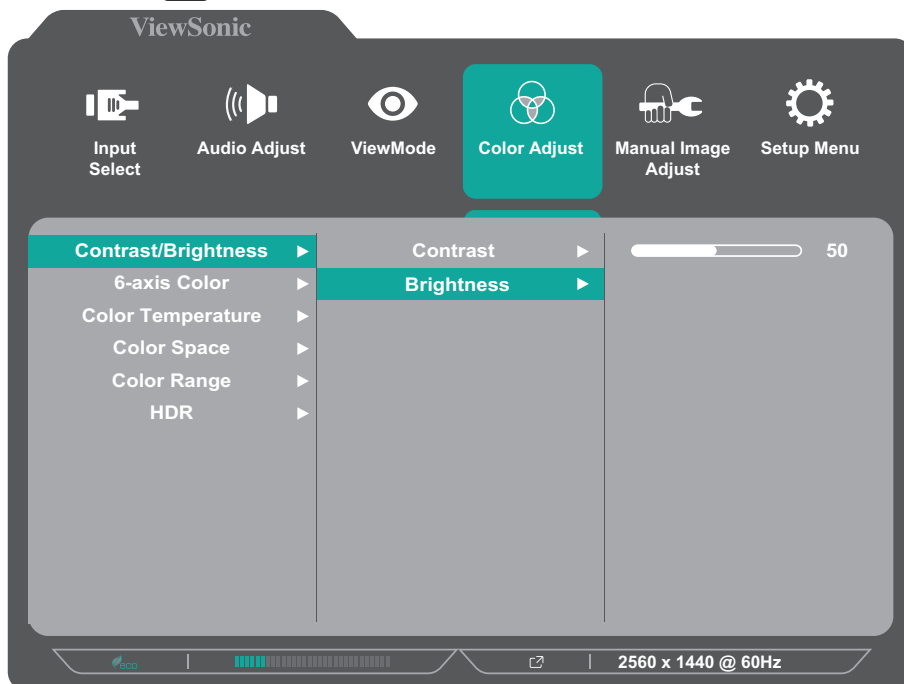 ViewSonic
Input Select
Audio Adjust
ViewMode
Color Adjust
Manual Image Adjust
Setup Menu
Contrast/Brightness
Contrast
50
6-axis Color
Brightness
Color Temperature
Color Space
Color Range
HDR
eco
2560 x 1440 @ 60Hz